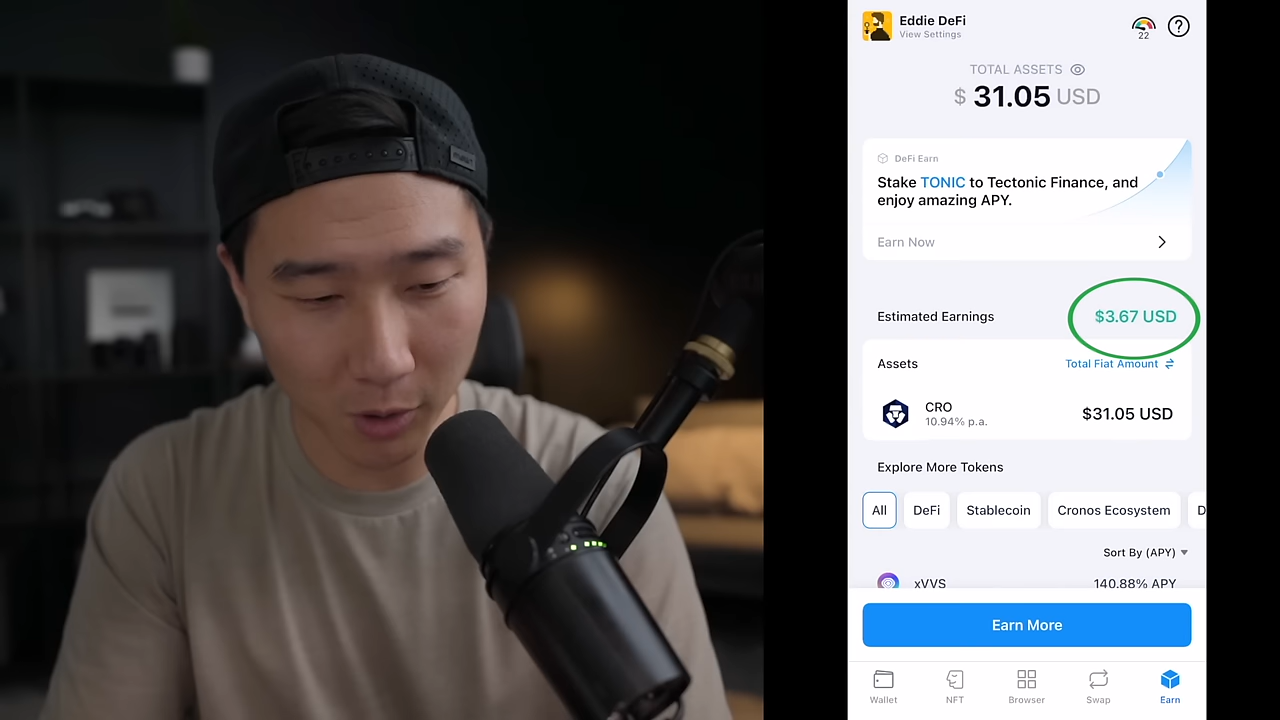 Eddie DeFi
View Settings
22
TOTAL ASSETS
$ 31.05 USD
DeFi Earn
Stake TONIC to Tectonic Finance, and
enjoy amazing APY.
Earn Now
Estimated Earnings
$3.67 USD
Assets
Total Fiat Amount
CRO
10.94% p.a.
$31.05 USD
Explore More Tokens
All
DeFi
Stablecoin
Cronos Ecosystem
D
Sort By (APY)
xVVS
140.88% APY
Earn More
Wallet
NFT
Browser
Swap
Earn